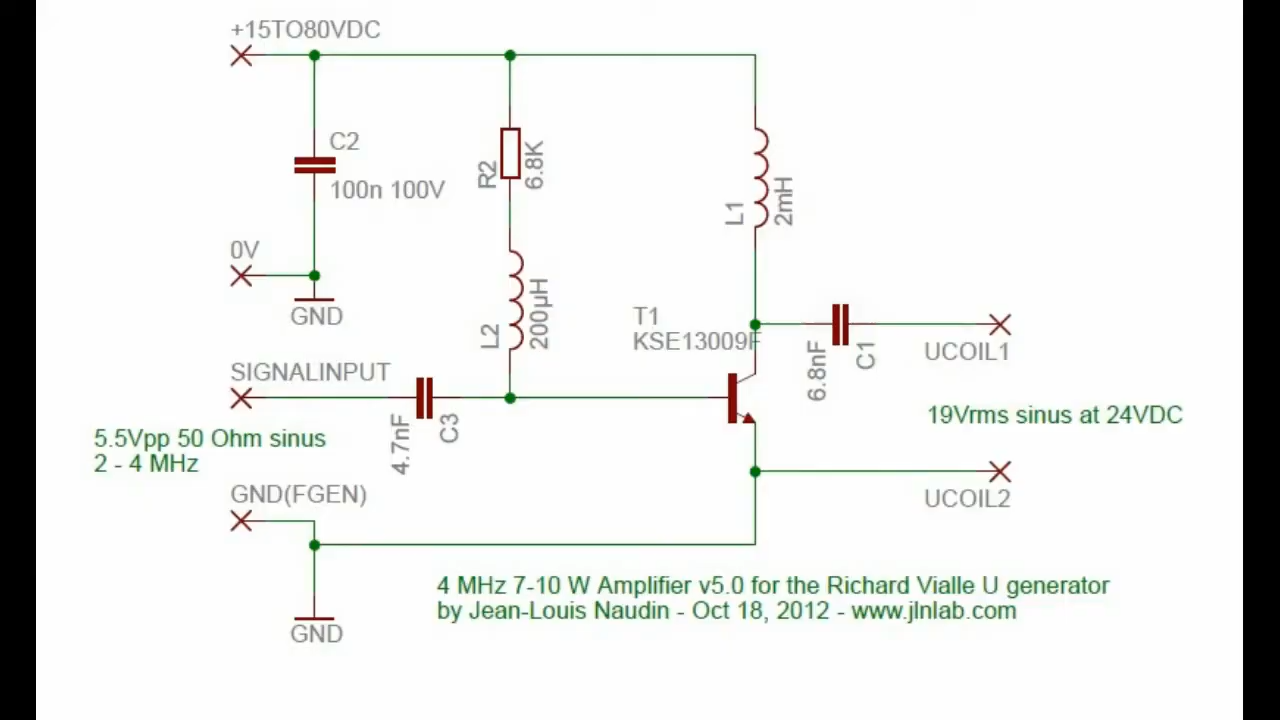 +15TO80VDC
C2
100n 100V
R2
6.8K
L1
2mH
0V
GND
L2
200µH
T1
KSE13009F
6.8nF
C1
UCOIL1
SIGNALINPUT
4.7nF
C3
5.5Vpp 50 Ohm sinus
2 - 4 MHz
19Vrms sinus at 24VDC
GND(FGEN)
UCOIL2
4 MHz 7-10 W Amplifier v5.0 for the Richard Vialle U generator
by Jean-Louis Naudin - Oct 18, 2012 - www.jlnlab.com
GND